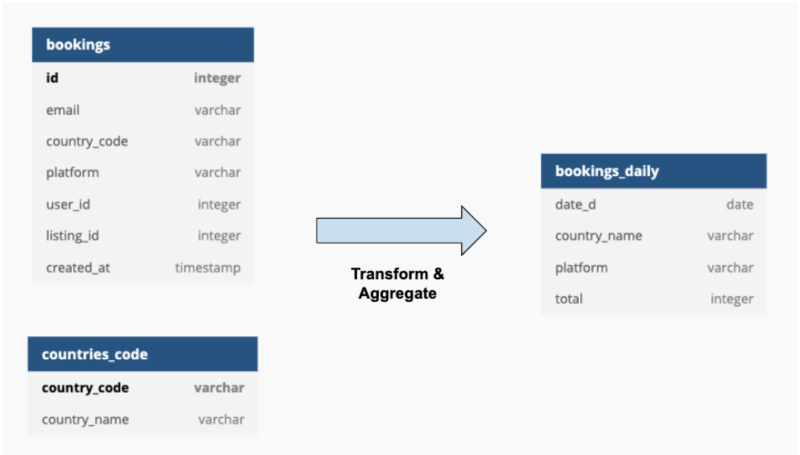 bookings
id integer
email varchar
country_code varchar
platform varchar
user_id integer
listing_id integer
created_at timestamp
countries_code
country_code varchar
country_name varchar
Transform &
Aggregate
bookings_daily
date_d date
country_name varchar
platform varchar
total integer